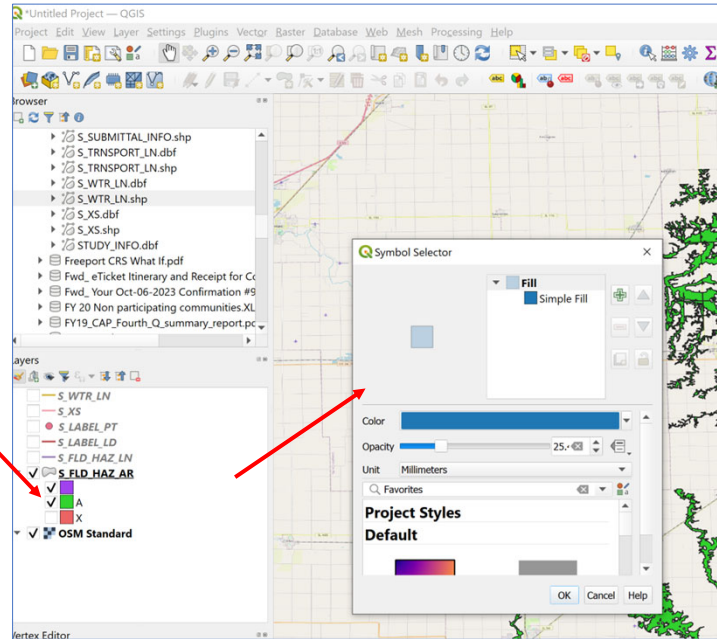 *Untitled Project — QGIS
Project Edit View Layer Settings Plugins Vector Raster Database Web Mesh Processing
Browser
S_SUBMITTAL_INFO.shp
S_TRNSPORT_LN.dbf
S_TRNSPORT_LN.shp
S_WTR_LN.dbf
S_WTR_LN.shp
S_XS.dbf
S_XS.shp
STUDY_INFO.dbf
Freeport CRS What If.pdf
Fwd_ eTicket Itinerary and Receipt for Co
Fwd_ Your Oct-06-2023 Confirmation #9
FY 20 Non participating communities.XL
FY19_CAP_Fourth_Q_summary_report.pd
Layers
S_WTR_LN
S_XS
S_LABEL_PT
S_LABEL_LD
S_FLD_HAZ_LN
S_FLD_HAZ_AR
A
X
OSM Standard
Vertex Editor
Symbol Selector
Fill
Simple Fill
Color
Opacity 25.
Unit Millimeters
Favorites
Project Styles
Default
OK Cancel Help